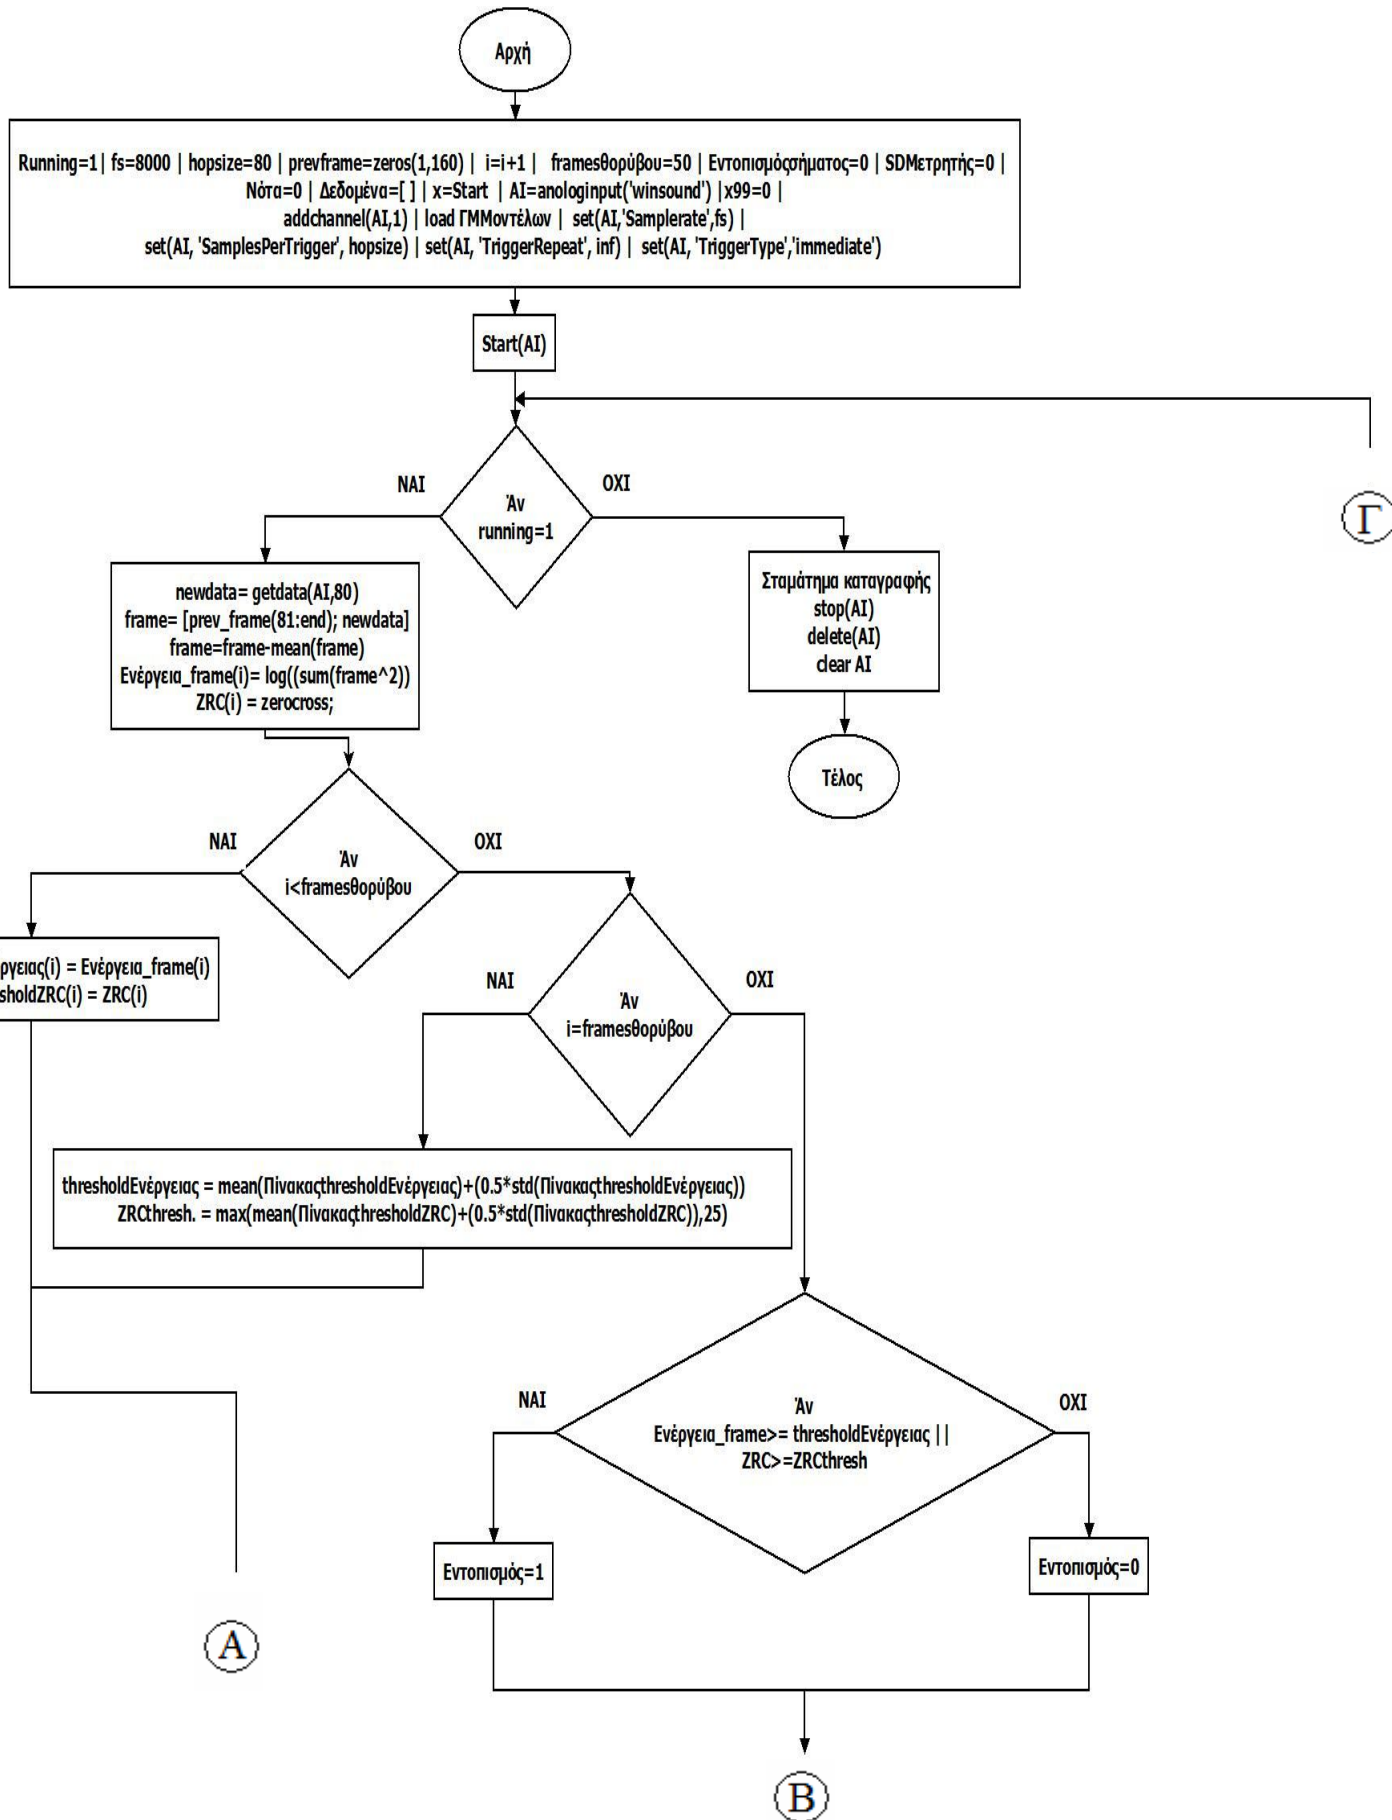 Αρχή
Running=1 | fs=8000 | hopsize=80 | prevframe=zeros(1,160) | i=i+1 | framesθορύβου=50 | Εντοπισμόςσήματος=0 | SDMετρητής=0 |
Νότα=0 | Δεδομένα=[ ] | x=Start | AI=anologinput('winsound') |x99=0 |
addchannel(AI,1) | load ΓΜΜοντέλων | set(AI,'Samplerate',fs) |
set(AI, 'SamplesPerTrigger', hopsize) | set(AI, 'TriggerRepeat', inf) | set(AI, 'TriggerType','immediate')
Start(AI)
Άν
running=1
ΝΑΙ
ΟΧΙ
Γ
newdata= getdata(AI,80)
frame= [prev_frame(81:end); newdata]
frame=frame-mean(frame)
Ενέργεια_frame(i)= log((sum(frame^2))
ZRC(i) = zerocross;
Σταμάτημα καταγραφής
stop(AI)
delete(AI)
clear AI
Τέλος
ΝΑΙ
ΟΧΙ
Άν
i<framesθορύβου
ργειας(i) = Ενέργεια_frame(i)
sholdZRC(i) = ZRC(i)
ΝΑΙ
ΟΧΙ
Άν
i=framesθορύβου
thresholdΕνέργειας = mean(ΠίνακαςthresholdΕνέργειας)+(0.5*std(ΠίνακαςthresholdΕνέργειας))
ZRCthresh. = max(mean(ΠίνακαςthresholdZRC)+(0.5*std(ΠίνακαςthresholdZRC)),25)
ΝΑΙ
ΟΧΙ
Άν
Ενέργεια_frame>= thresholdΕνέργειας ||
ZRC>=ZRCthresh
Εντοπισμός=1
Εντοπισμός=0
Α
Β